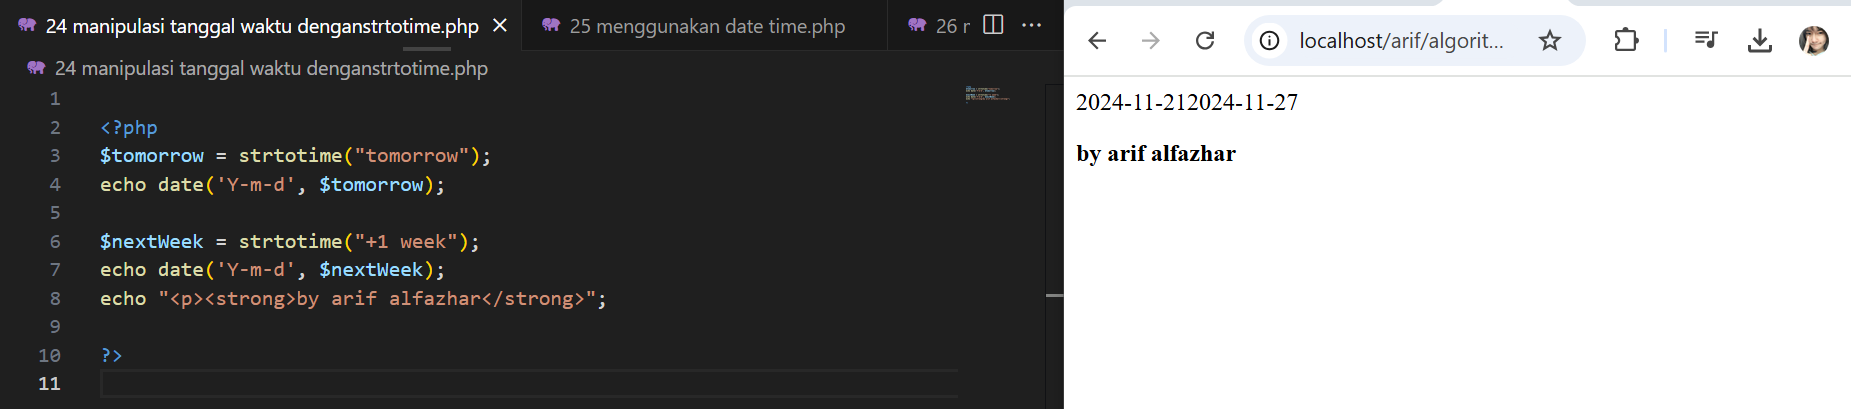 24 manipulasi tanggal waktu denganstrtotime.php
25 menggunakan date time.php
26 r
localhost/arif/algorit...
24 manipulasi tanggal waktu denganstrtotime.php
1
2 <?php
3 $tomorrow = strtotime("tomorrow");
4 echo date('Y-m-d', $tomorrow);
5
6 $nextWeek = strtotime("+1 week");
7 echo date('Y-m-d', $nextWeek);
8 echo "<p><strong>by arif alfazhar</strong>";
9
10 ?>
11
2024-11-212024-11-27
by arif alfazhar